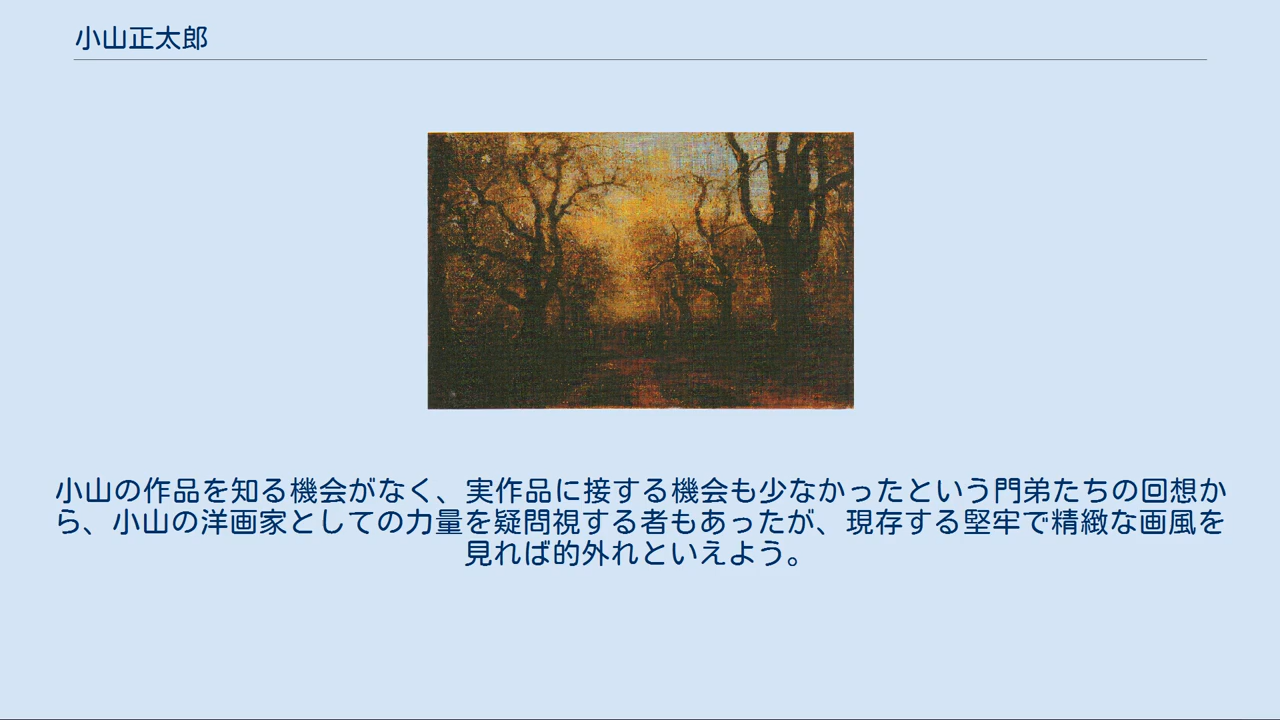 小山正太郎
小山の作品を知る機会がなく、実作品に接する機会も少なかったという門弟たちの回想か
ら、小山の洋画家としての力量を疑問視する者もあったが、現存する堅牢で精緻な画風を
見れば的外れといえよう。